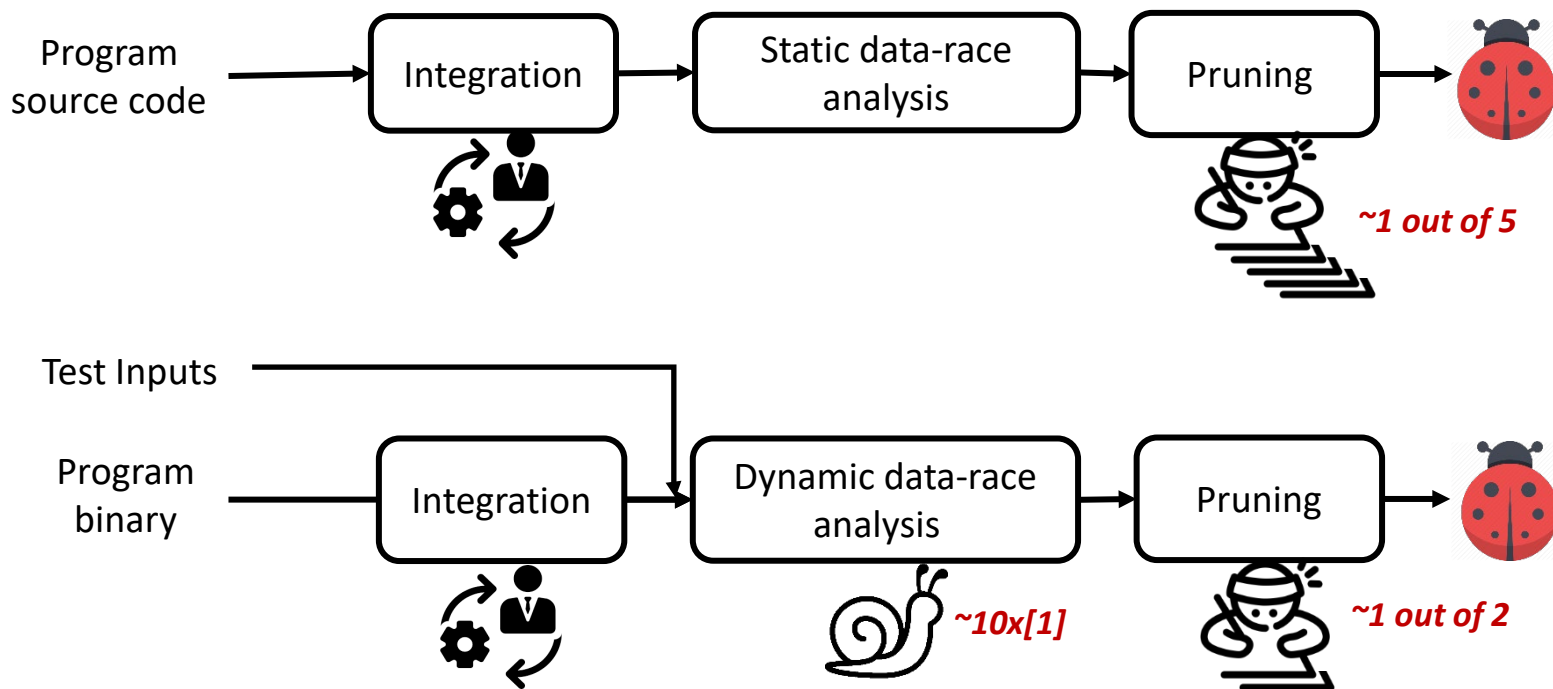 Program
source code
Integration
Static data-race
analysis
Pruning
~1 out of 5
Test Inputs
Program
binary
Integration
Dynamic data-race
analysis
Pruning
~10x[1]
~1 out of 2